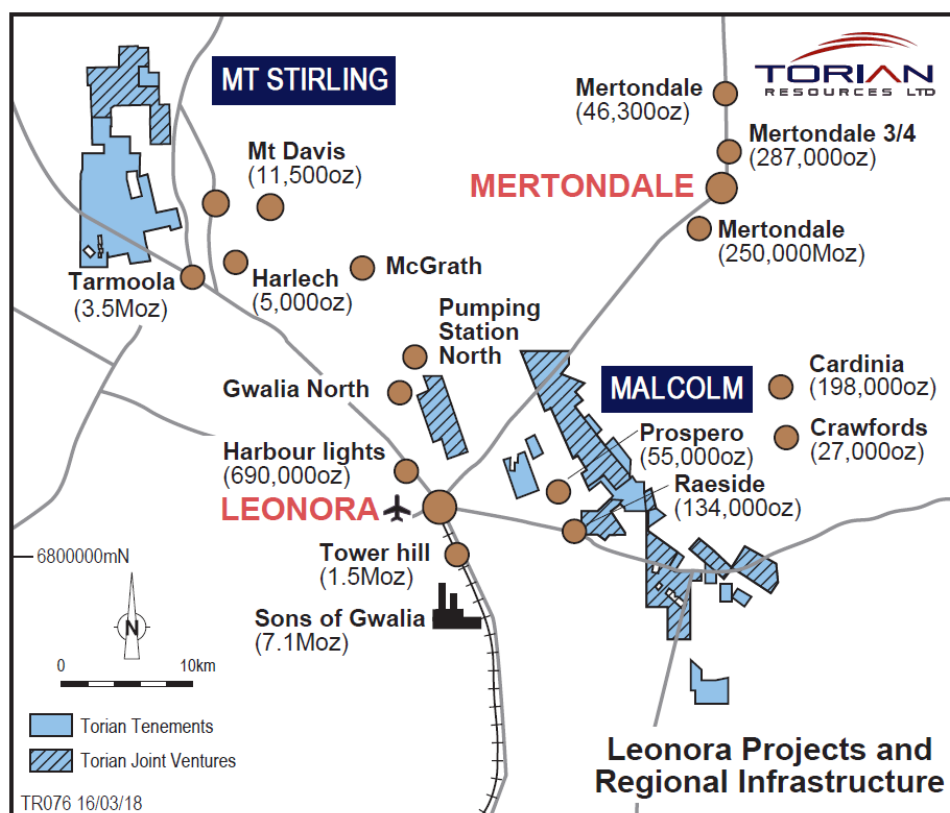 MT STIRLING
TORIAN
RESOURCES LTD
Mertondale
(46,300oz)
Mertondale 3/4
(287,000oz)
MERTONDALE
Mertondale
(250,000Moz)
Mt Davis
(11,500oz)
Tarmoola
(3.5Moz)
Harlech
(5,000oz)
McGrath
Pumping
Station
North
Gwalia North
MALCOLM
Cardinia
(198,000oz)
Crawfords
(27,000oz)
Prospero
(55,000oz)
Raeside
(134,000oz)
Harbour lights
(690,000oz)
LEONORA
Tower hill
(1.5Moz)
Sons of Gwalia
(7.1Moz)
6800000mN
N
0 10km
Torian Tenements
Torian Joint Ventures
Leonora Projects and
Regional Infrastructure
TR076 16/03/18